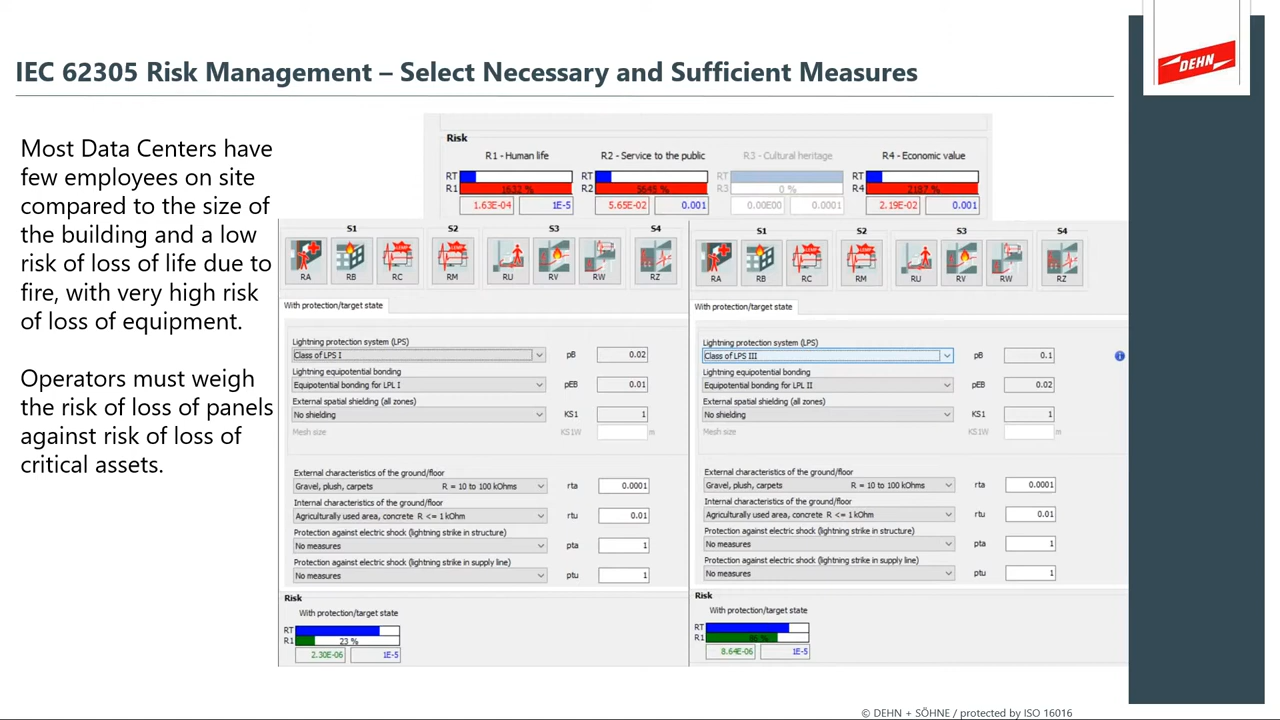 IEC 62305 Risk Management – Select Necessary and Sufficient Measures
DEHN
Most Data Centers have
few employees on site
compared to the size of
the building and a low
risk of loss of life due to
fire, with very high risk
of loss of equipment.
Operators must weigh
the risk of loss of panels
against risk of loss of
critical assets.
Risk
R1 - Human life R2 - Service to the public R3 - Cultural heritage R4 - Economic value
RT RT RT RT
R1 1632 % R2 5648 % R3 0 % R4 2187 %
1.63E-04 1E-5 5.65E-02 0.001 0.00E00 0.0001 2.19E-02 0.001
S1 S2 S3 S4
RA RB RC RM RU RV RW RZ
With protection/target state
Lightning protection system (LPS)
Class of LPS I pB 0.02
Lightning equipotential bonding
Equipotential bonding for LPL I pEB 0.01
External spatial shielding (all zones)
No shielding KS1 1
Mesh size KS1W m
External characteristics of the ground/floor
Gravel, plush, carpets R = 10 to 100 kOhms rta 0.0001
Internal characteristics of the ground/floor
Agriculturally used area, concrete R <= 1 kOhm rtu 0.01
Protection against electric shock (lightning strike in structure)
No measures pta 1
Protection against electric shock (lightning strike in supply line)
No measures ptu 1
Risk
With protection/target state
RT
R1 23 %
2.30E-06 1E-5
S1 S2 S3 S4
RA RB RC RM RU RV RW RZ
With protection/target state
Lightning protection system (LPS)
Class of LPS III pB 0.1
Lightning equipotential bonding
Equipotential bonding for LPL II pEB 0.02
External spatial shielding (all zones)
No shielding KS1 1
Mesh size KS1W m
External characteristics of the ground/floor
Gravel, plush, carpets R = 10 to 100 kOhms rta 0.0001
Internal characteristics of the ground/floor
Agriculturally used area, concrete R <= 1 kOhm rtu 0.01
Protection against electric shock (lightning strike in structure)
No measures pta 1
Protection against electric shock (lightning strike in supply line)
No measures ptu 1
Risk
With protection/target state
RT
R1
8.64E-06 1E-5
© DEHN + SÖHNE / protected by ISO 16016